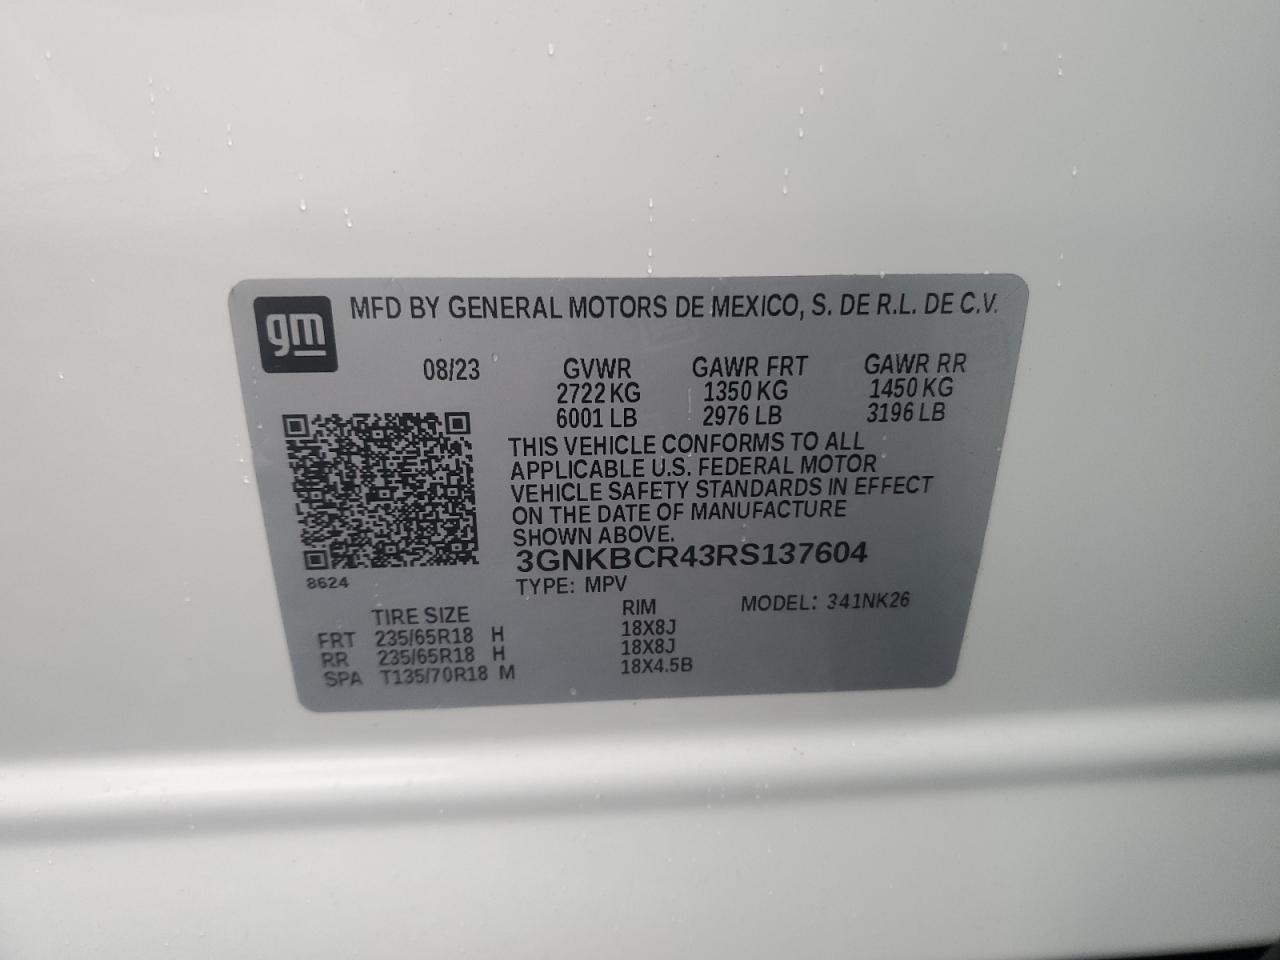 gm MFD BY GENERAL MOTORS DE MEXICO, S. DE R.L. DE C.V.
08/23 GVWR GAWR FRT GAWR RR
2722 KG 1350 KG 1450 KG
6001 LB 2976 LB 3196 LB
THIS VEHICLE CONFORMS TO ALL
APPLICABLE U.S. FEDERAL MOTOR
VEHICLE SAFETY STANDARDS IN EFFECT
ON THE DATE OF MANUFACTURE
SHOWN ABOVE.
3GNKBCR43RS137604
8624
TYPE: MPV
TIRE SIZE RIM MODEL: 341NK26
FRT 235/65R18 H 18X8J
RR 235/65R18 H 18X8J
SPA T135/70R18 M 18X4.5B